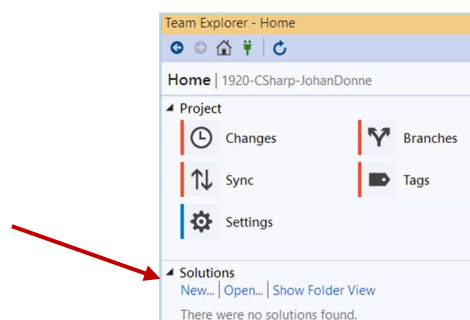 Team Explorer - Home
Home | 1920-CSharp-JohanDonne
Project
Changes Branches
Sync Tags
Settings
Solutions
New... | Open... | Show Folder View
There were no solutions found.